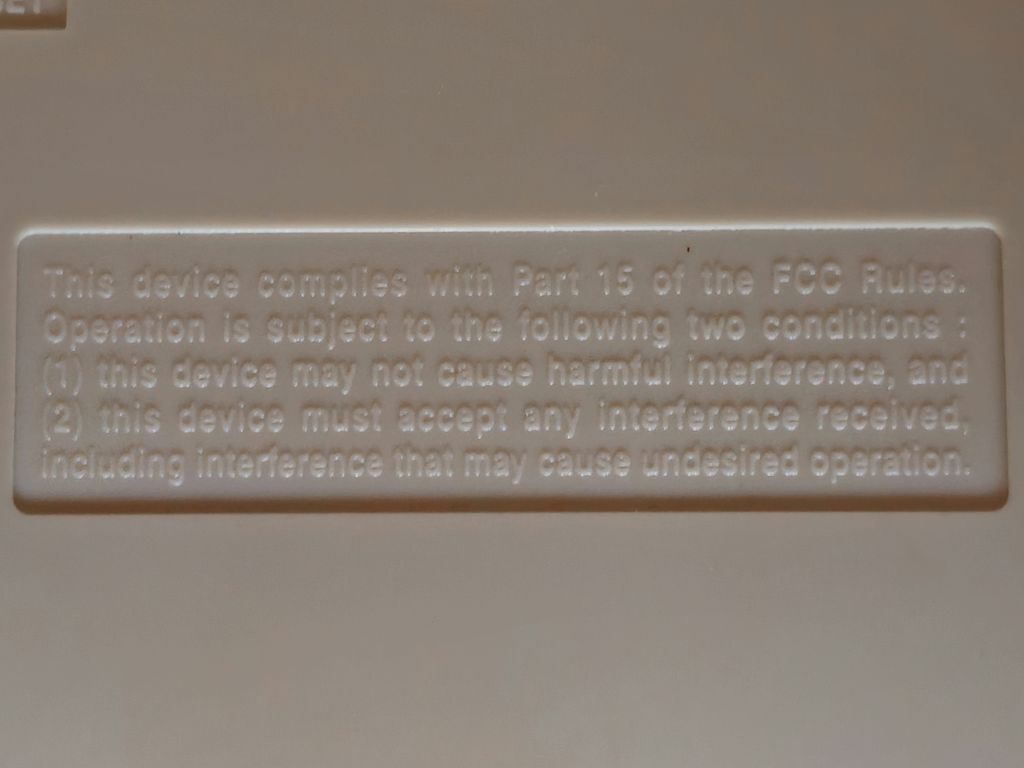 This device complies with Part 15 of the FCC Rules.
Operation is subject to the following two conditions :
(1) this device may not cause harmful interference, and
(2) this device must accept any interference received,
including interference that may cause undesired operation.